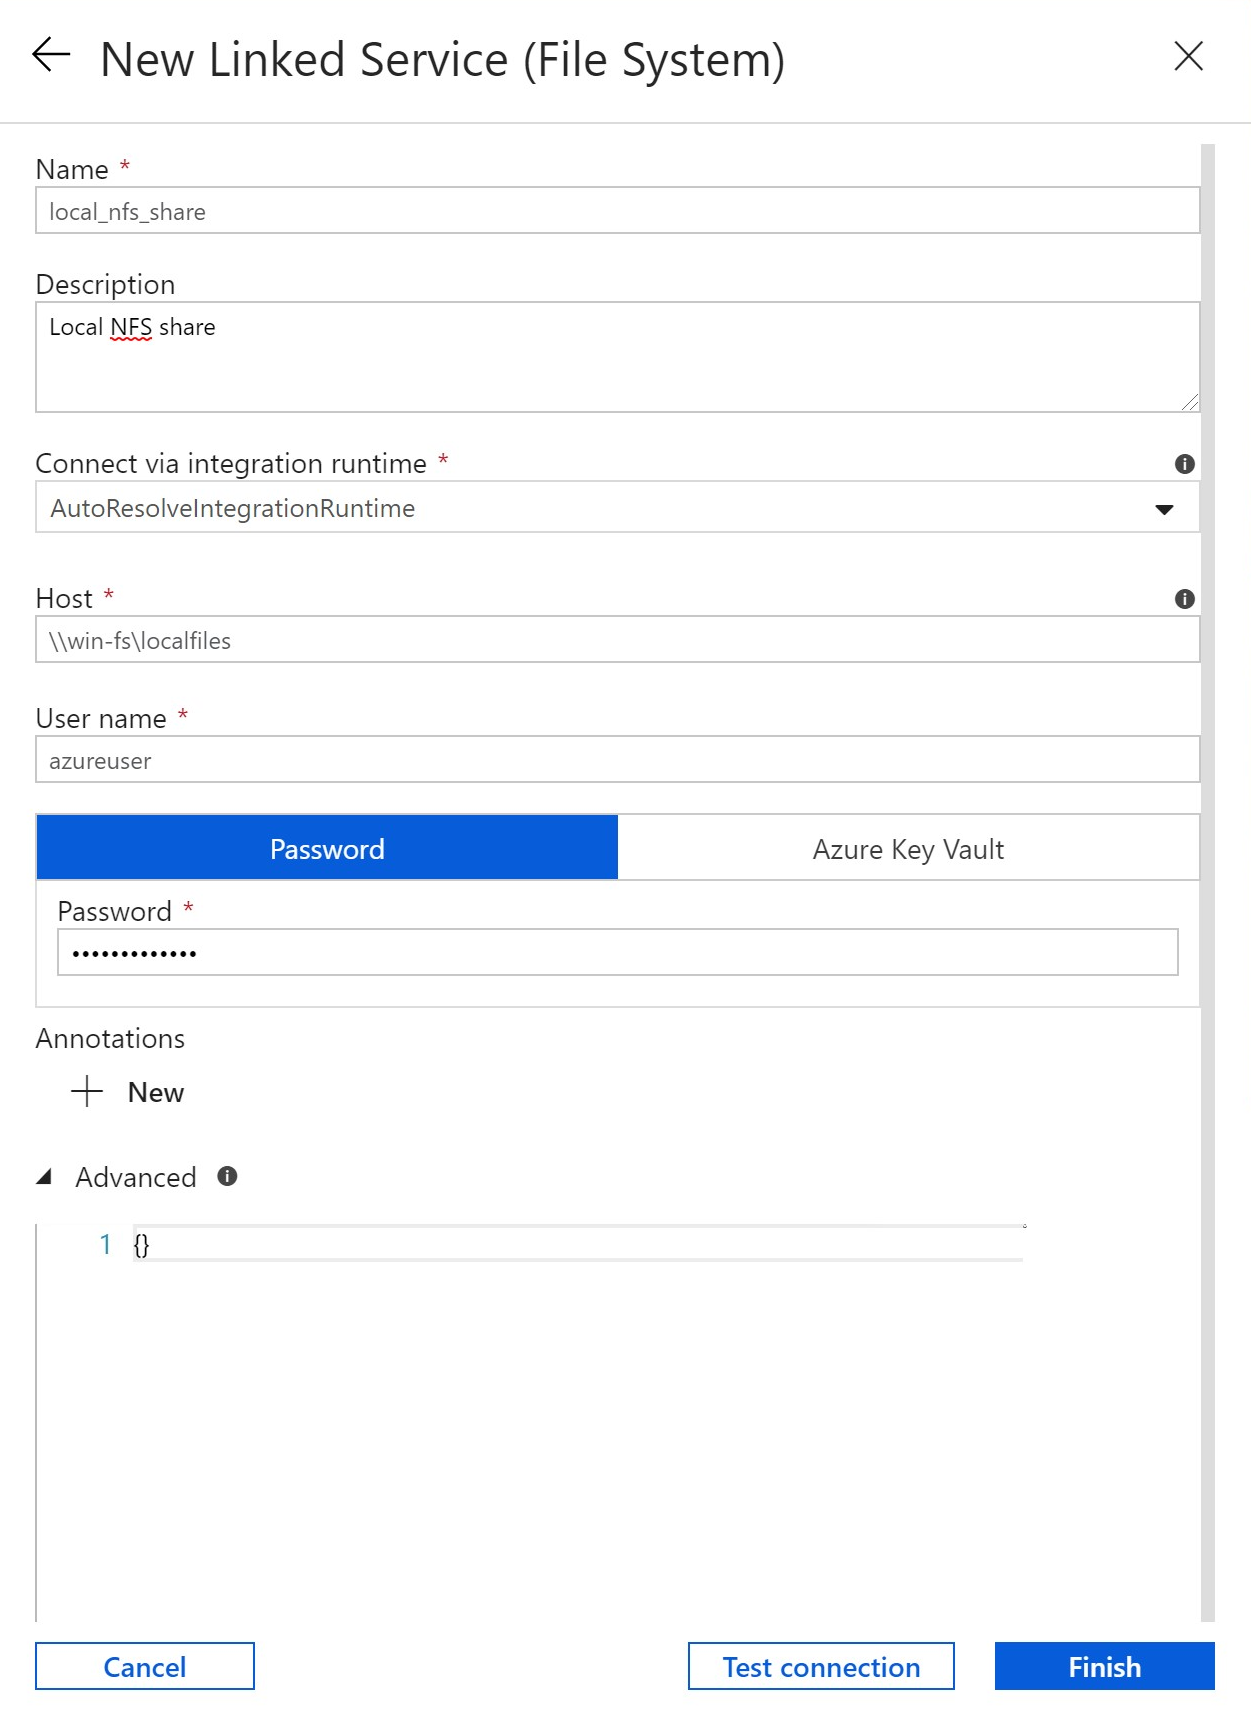 New Linked Service (File System)
Name *
local_nfs_share
Description
Local NFS share
Connect via integration runtime *
AutoResolveIntegrationRuntime
Host *
\\win-fs\localfiles
User name *
azureuser
Password
Azure Key Vault
Password *
•••••••••••••
Annotations
New
Advanced
1 {}
Cancel
Test connection
Finish